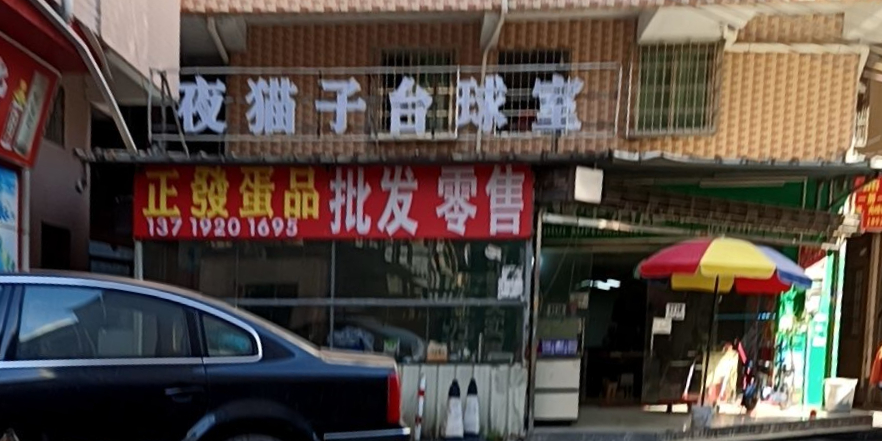 夜猫子台球室
正發蛋品 批发 零售
137 1920 1695